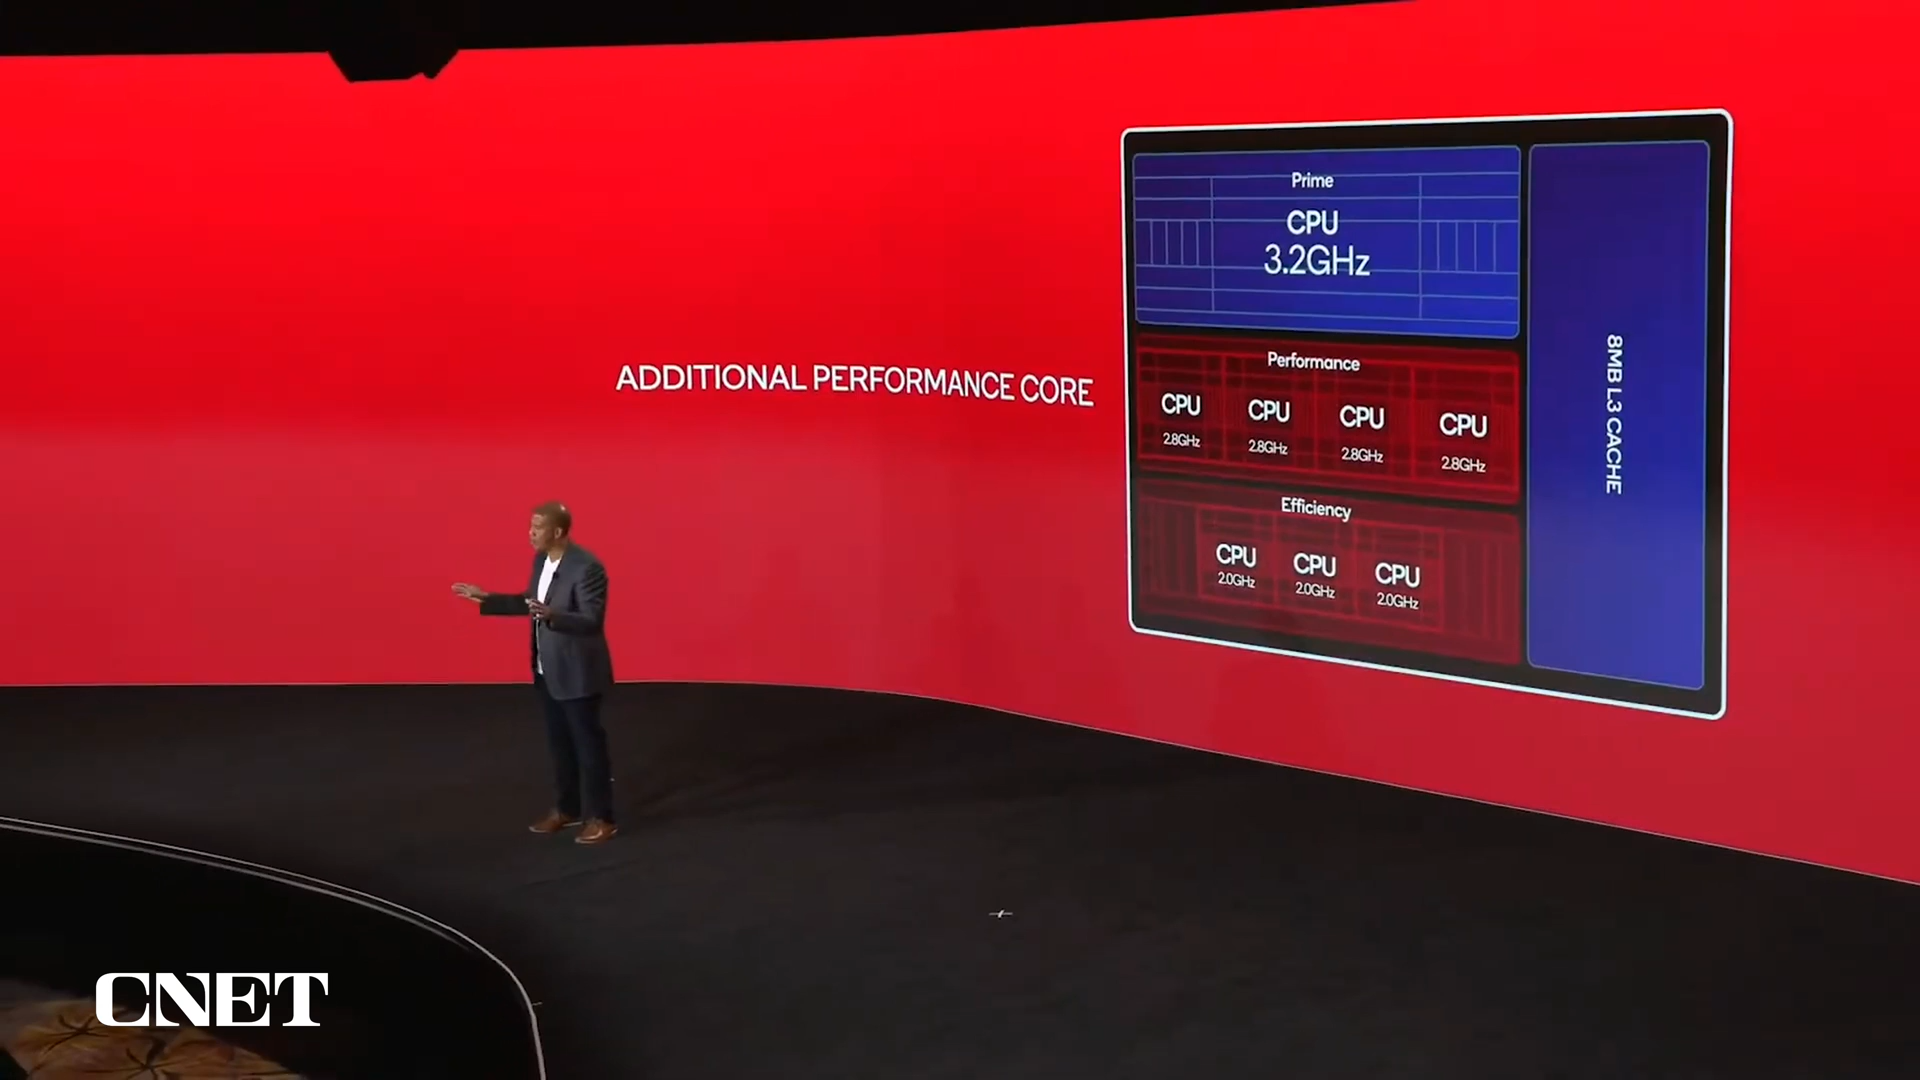 ADDITIONAL PERFORMANCE CORE
Prime
CPU
3.2GHz
Performance
CPU CPU CPU CPU
2.8GHz 2.8GHz 2.8GHz 2.8GHz
Efficiency
CPU CPU CPU
2.0GHz 2.0GHz 2.0GHz
8MB L3 CACHE
CNET